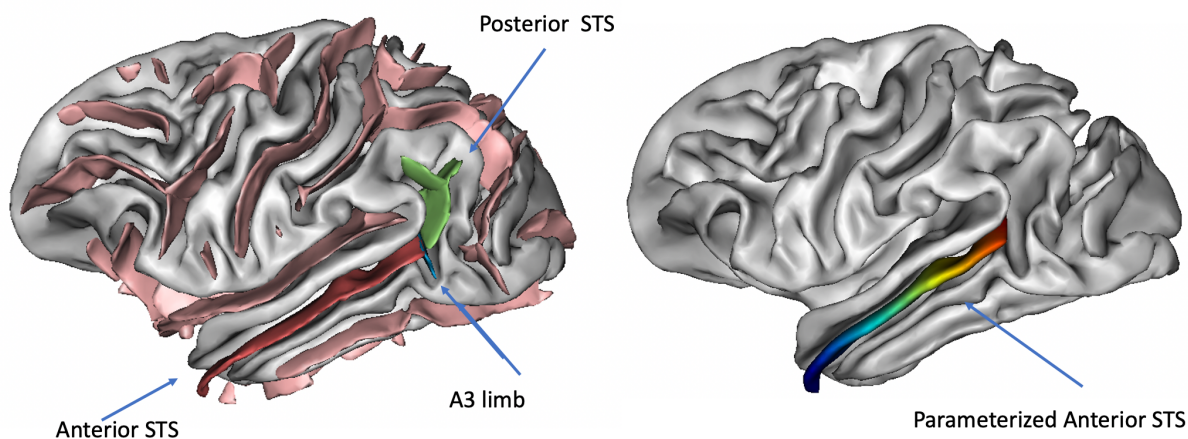 Posterior STS
A3 limb
Anterior STS
Parameterized Anterior STS